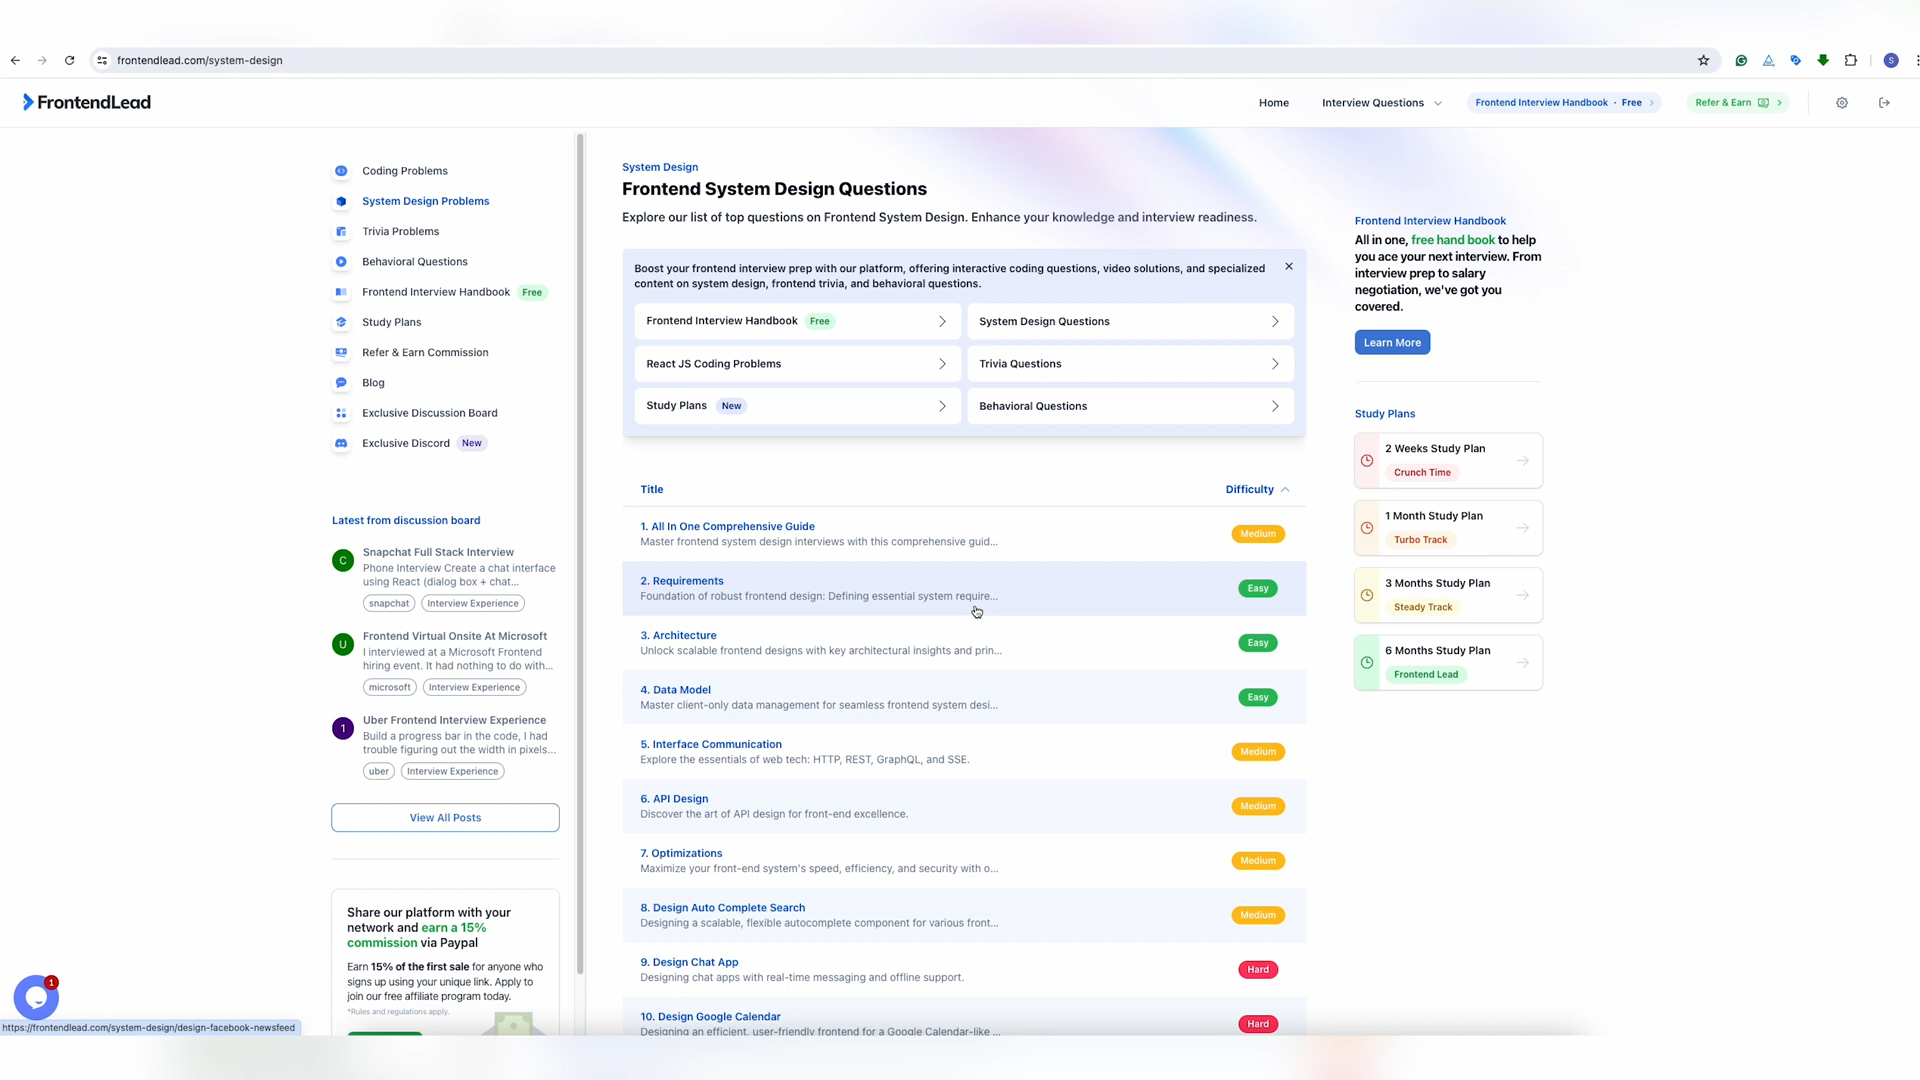 frontendlead.com/system-design
S
FrontendLead
Home
Interview Questions
Frontend Interview Handbook · Free
Refer & Earn
Coding Problems
System Design Problems
Trivia Problems
Behavioral Questions
Frontend Interview Handbook Free
Study Plans
Refer & Earn Commission
Blog
Exclusive Discussion Board
Exclusive Discord New
Latest from discussion board
C
Snapchat Full Stack Interview
Phone Interview Create a chat interface
using React (dialog box + chat...
snapchat
Interview Experience
U
Frontend Virtual Onsite At Microsoft
I interviewed at a Microsoft Frontend
hiring event. It had nothing to do with...
microsoft
Interview Experience
1
Uber Frontend Interview Experience
Build a progress bar in the code, I had
trouble figuring out the width in pixels...
uber
Interview Experience
View All Posts
Share our platform with your
network and earn a 15%
commission via Paypal
Earn 15% of the first sale for anyone who
signs up using your unique link. Apply to
join our free affiliate program today.
*Rules and regulations apply.
1
https://frontendlead.com/system-design/design-facebook-newsfeed
System Design
Frontend System Design Questions
Explore our list of top questions on Frontend System Design. Enhance your knowledge and interview readiness.
Boost your frontend interview prep with our platform, offering interactive coding questions, video solutions, and specialized
content on system design, frontend trivia, and behavioral questions.
Frontend Interview Handbook Free
System Design Questions
React JS Coding Problems
Trivia Questions
Study Plans New
Behavioral Questions
Title
Difficulty
1. All In One Comprehensive Guide
Master frontend system design interviews with this comprehensive guid...
Medium
2. Requirements
Foundation of robust frontend design: Defining essential system require...
Easy
3. Architecture
Unlock scalable frontend designs with key architectural insights and prin...
Easy
4. Data Model
Master client-only data management for seamless frontend system desi...
Easy
5. Interface Communication
Explore the essentials of web tech: HTTP, REST, GraphQL, and SSE.
Medium
6. API Design
Discover the art of API design for front-end excellence.
Medium
7. Optimizations
Maximize your front-end system's speed, efficiency, and security with o...
Medium
8. Design Auto Complete Search
Designing a scalable, flexible autocomplete component for various front...
Medium
9. Design Chat App
Designing chat apps with real-time messaging and offline support.
Hard
10. Design Google Calendar
Designing an efficient, user-friendly frontend for a Google Calendar-like ...
Hard
Frontend Interview Handbook
All in one, free hand book to help
you ace your next interview. From
interview prep to salary
negotiation, we've got you
covered.
Learn More
Study Plans
2 Weeks Study Plan
Crunch Time
1 Month Study Plan
Turbo Track
3 Months Study Plan
Steady Track
6 Months Study Plan
Frontend Lead